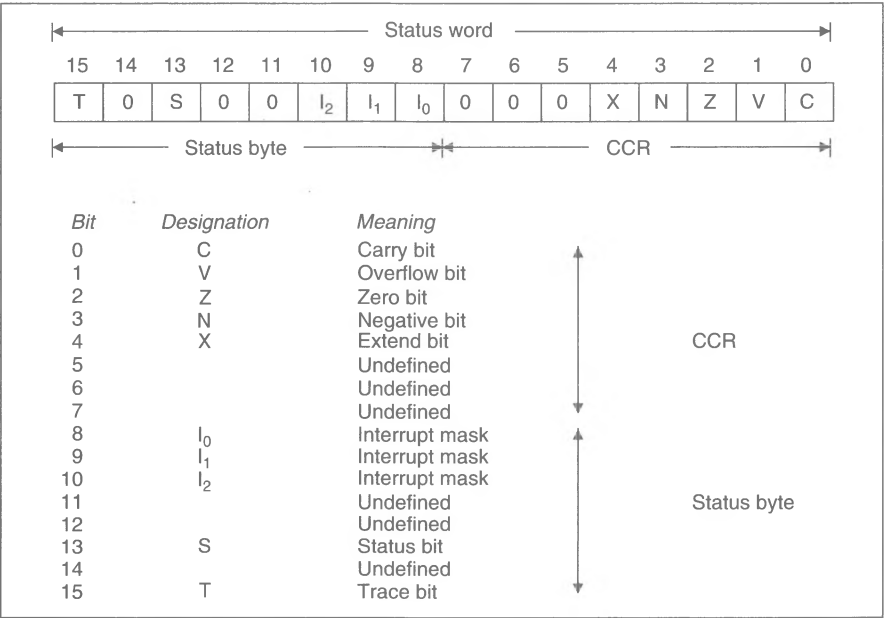 Status word
15 14 13 12 11 10 9 8 7 6 5 4 3 2 1 0
T 0 S 0 0 I2 I1 I0 0 0 0 X N Z V C
Status byte CCR
Bit Designation Meaning
0 C Carry bit
1 V Overflow bit
2 Z Zero bit
3 N Negative bit
4 X Extend bit CCR
5 Undefined
6 Undefined
7 Undefined
8 I0 Interrupt mask
9 I1 Interrupt mask
10 I2 Interrupt mask
11 Undefined Status byte
12 Undefined
13 S Status bit
14 Undefined
15 T Trace bit